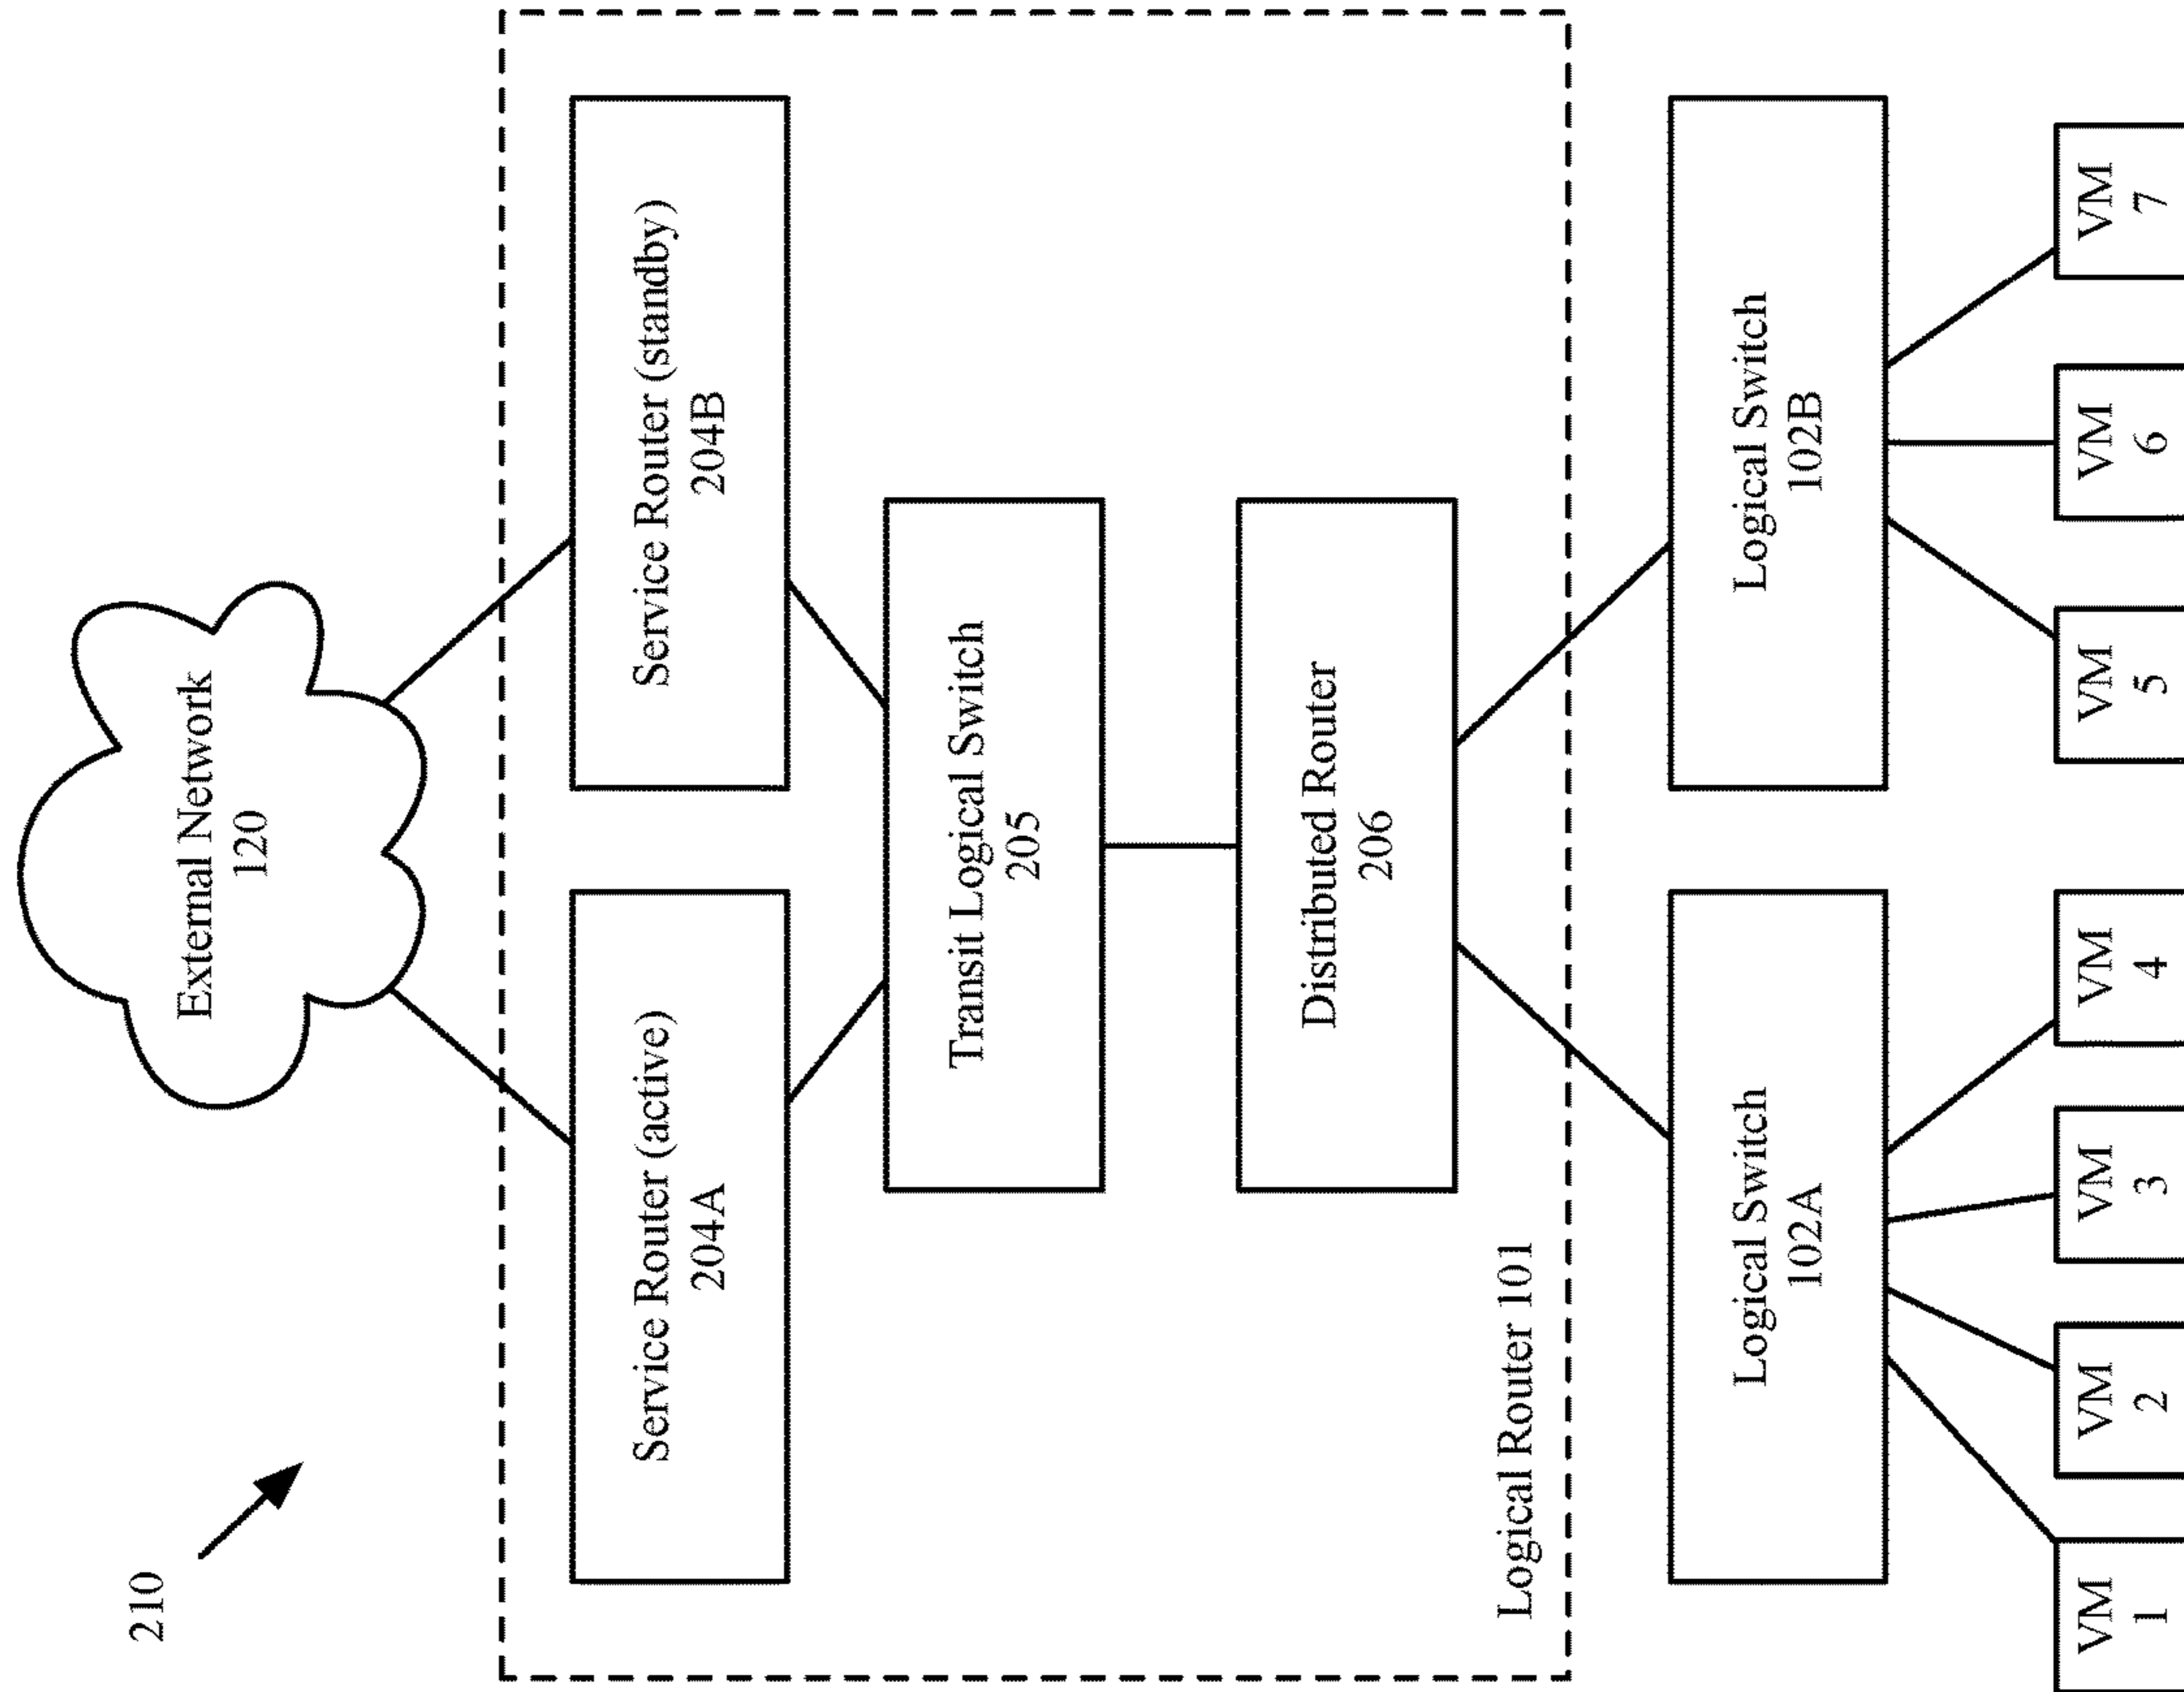 210
External Network
120
Service Router (active)
204A
Service Router (standby)
204B
Transit Logical Switch
205
Distributed Router
206
Logical Router 101
Logical Switch
102A
Logical Switch
102B
VM
1
VM
2
VM
3
VM
4
VM
5
VM
6
VM
7